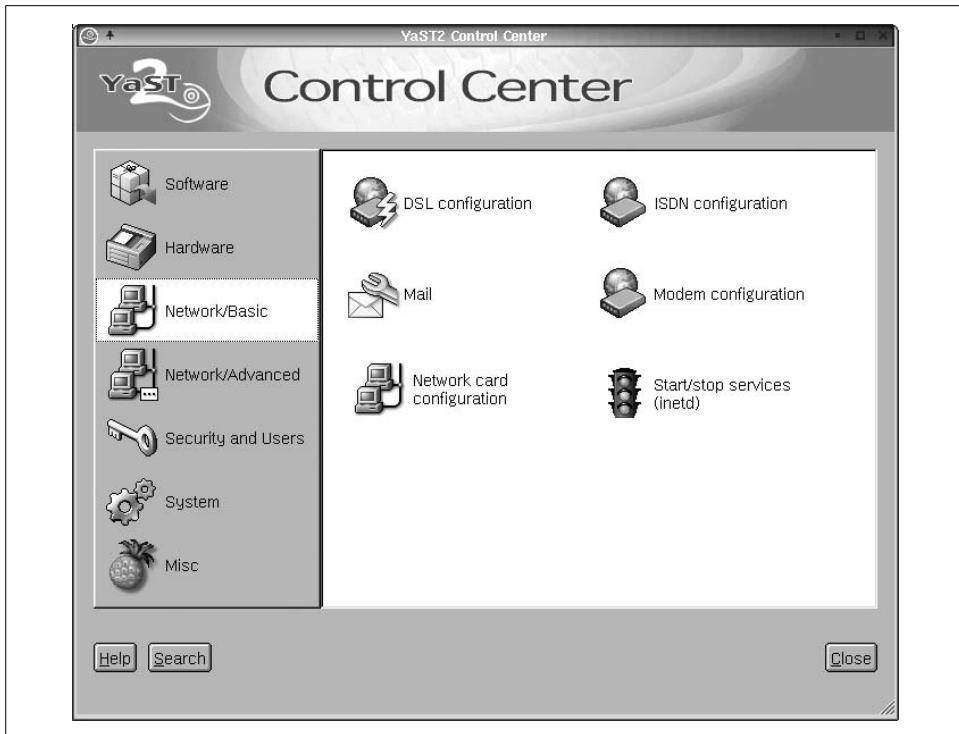 YaST2 Control Center
YaST
2
Control Center
Software
Hardware
Network/Basic
Network/Advanced
Security and Users
System
Misc
DSL configuration
ISDN configuration
Mail
Modem configuration
Network card
configuration
Start/stop services
(inetd)
Help
Search
Close